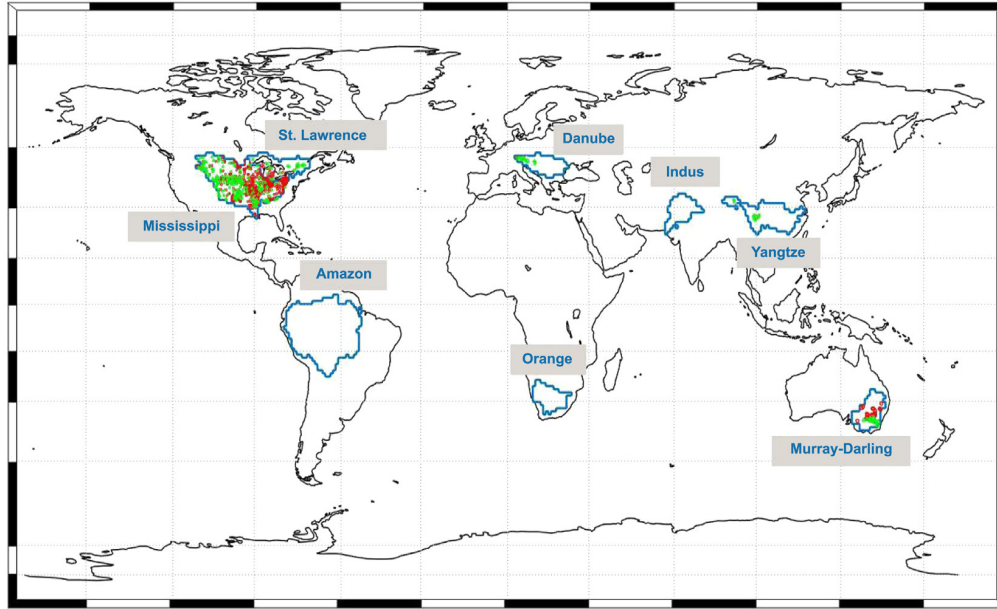 St. Lawrence
Danube
Indus
Mississippi
Yangtze
Amazon
Orange
Murray-Darling